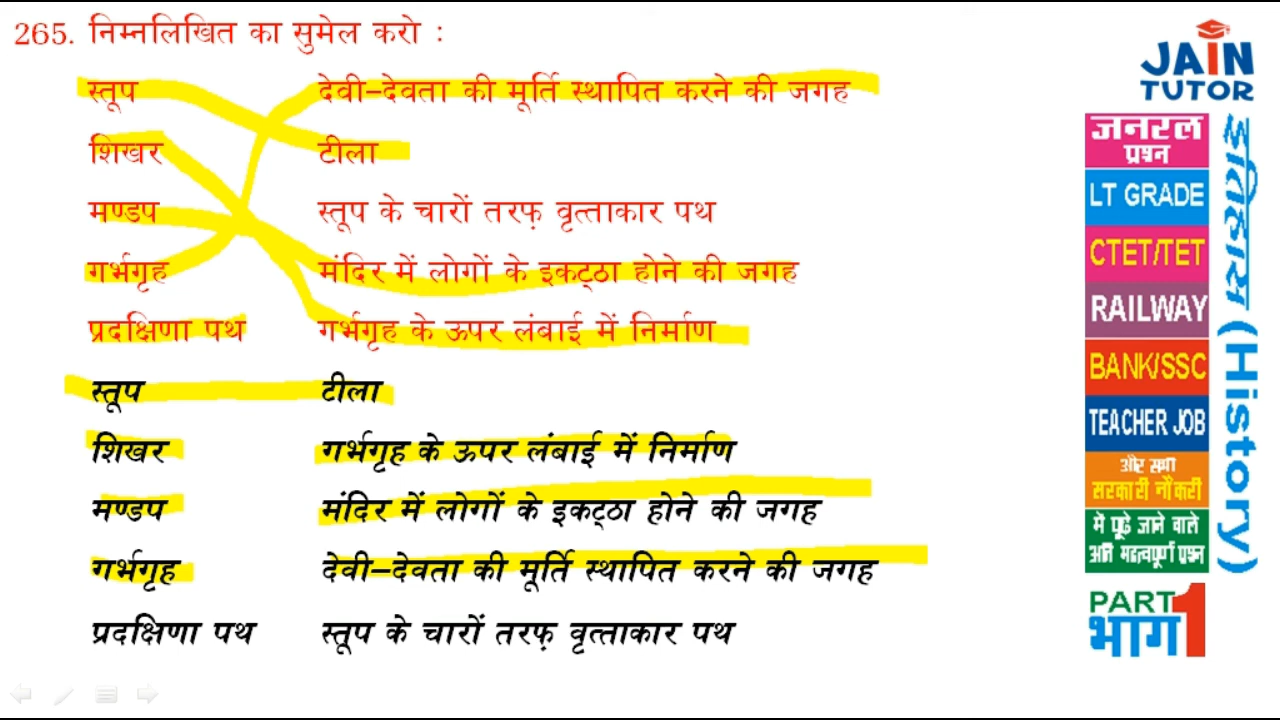 265. निम्नलिखित का सुमेल करो :
स्तूप देवी–देवता की मूर्ति स्थापित करने की जगह
शिखर टीला
मण्डप स्तूप के चारों तरफ़ वृत्ताकार पथ
गर्भगृह मंदिर में लोगों के इकट्ठा होने की जगह
प्रदक्षिणा पथ गर्भगृह के ऊपर लंबाई में निर्माण
स्तूप टीला
शिखर गर्भगृह के ऊपर लंबाई में निर्माण
मण्डप मंदिर में लोगों के इकट्ठा होने की जगह
गर्भगृह देवी–देवता की मूर्ति स्थापित करने की जगह
प्रदक्षिणा पथ स्तूप के चारों तरफ़ वृत्ताकार पथ
JAIN
TUTOR
जनरल
प्रश्न
LT GRADE
CTET/TET
RAILWAY
BANK/SSC
TEACHER JOB
और सभी
सरकारी नौकरी
में पूछे जाने वाले
अति महत्वपूर्ण प्रश्न
PART 1
भाग
इतिहास (History)